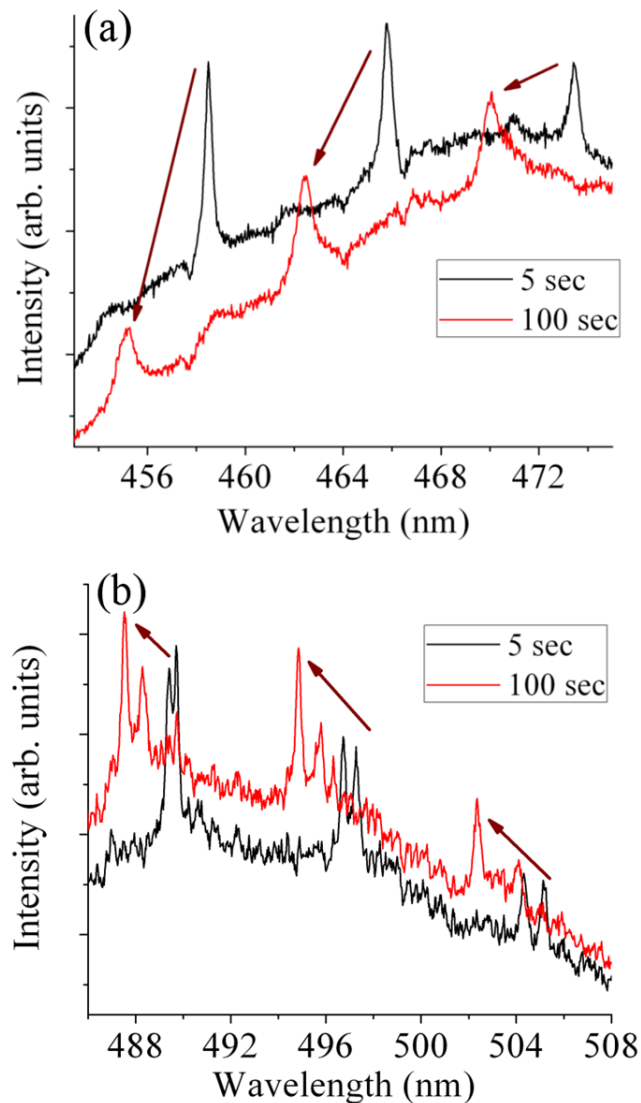 (a)
Intensity (arb. units)
5 sec
100 sec
456 460 464 468 472
Wavelength (nm)
(b)
Intensity (arb. units)
5 sec
100 sec
488 492 496 500 504 508
Wavelength (nm)